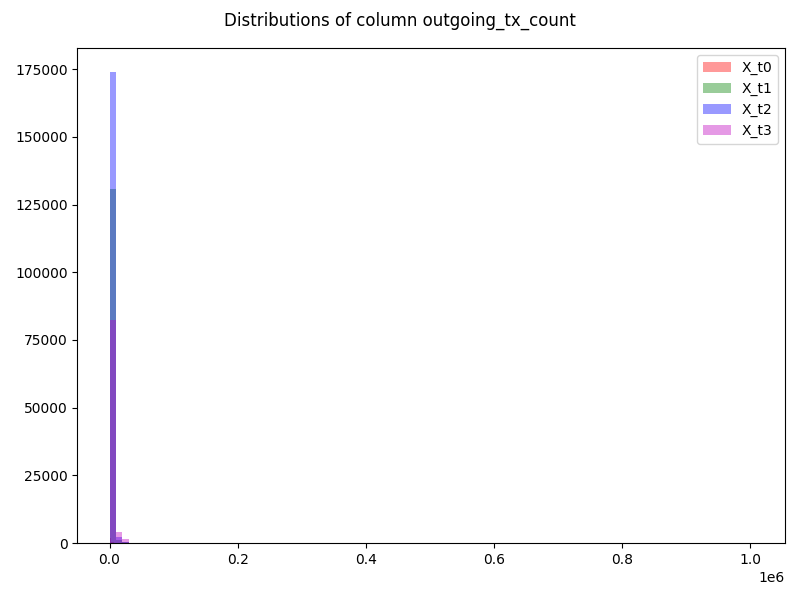 Distributions of column outgoing_tx_count
175000
150000
125000
100000
75000
50000
25000
0
X_t0
X_t1
X_t2
X_t3
0.0 0.2 0.4 0.6 0.8 1.0
1e6